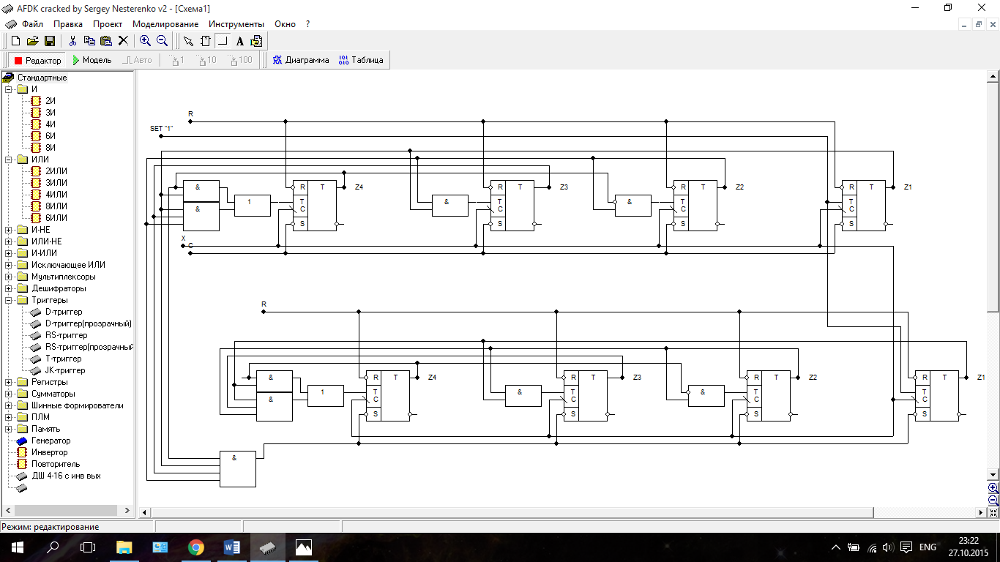 AFDK cracked by Sergey Nesterenko v2 - [Схема1]
Файл Правка Проект Моделирование Инструменты Окно ?
Редактор Модель Авто 1 10 100 Диаграмма Таблица
Стандартные
И
2И
3И
4И
6И
8И
ИЛИ
2ИЛИ
3ИЛИ
4ИЛИ
8ИЛИ
6ИЛИ
И-НЕ
ИЛИ-НЕ
И-ИЛИ
Исключающее ИЛИ
Мультиплексоры
Дешифраторы
Триггеры
D-триггер
D-триггер(прозрачный)
RS-триггер
RS-триггер(прозрачный
T-триггер
JK-триггер
Регистры
Сумматоры
Шинные формирователи
ПЛМ
Память
Генератор
Инвертор
Повторитель
ДШ 4-16 с инв вых
R
SET "1"
& R T Z4 & R T Z3 & R T Z2 R T Z1
& 1 T T T T
C C C C
S S S S
X
C
R
& R T Z4 R T Z3 R T Z2 R T Z1
1 T & T & T T
& C C C C
S S S S
&
Режим: редактирование
ENG
23:22
27.10.2015